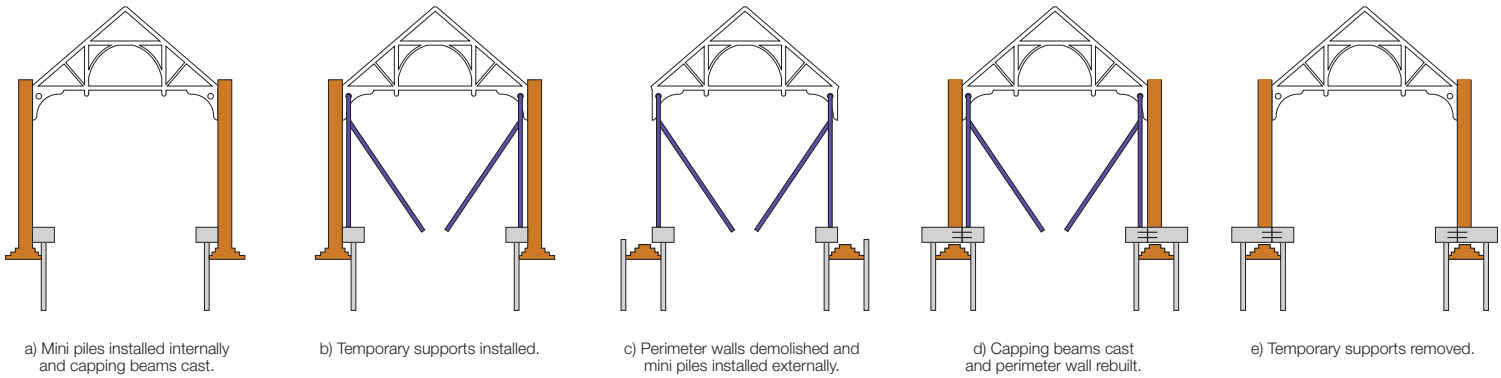 a) Mini piles installed internally
and capping beams cast.
b) Temporary supports installed.
c) Perimeter walls demolished and
mini piles installed externally.
d) Capping beams cast
and perimeter wall rebuilt.
e) Temporary supports removed.